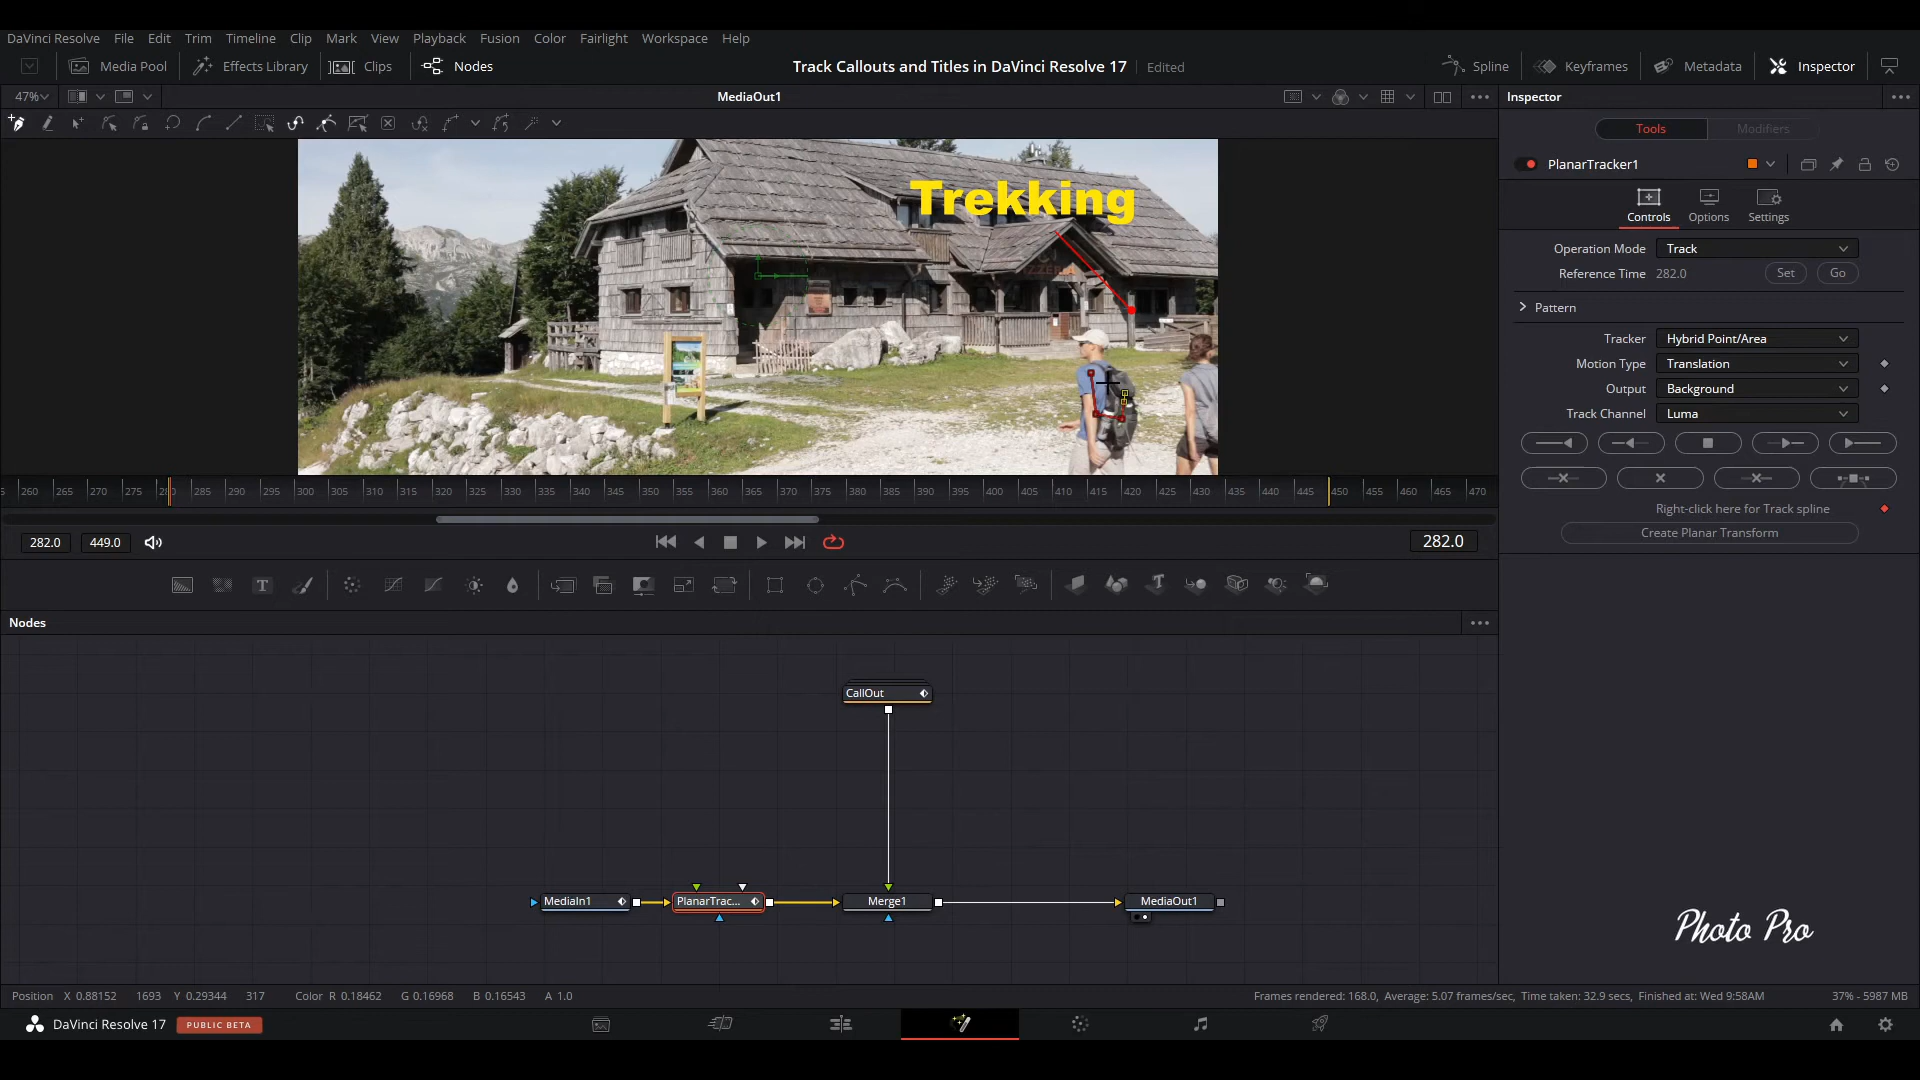 DaVinci Resolve File Edit Trim Timeline Clip Mark View Playback Fusion Color Fairlight Workspace Help
Media Pool Effects Library Clips Nodes Track Callouts and Titles in DaVinci Resolve 17 Edited Spline Keyframes Metadata Inspector
47% MediaOut1 Inspector
Tools Modifiers
PlanarTracker1
Controls Options Settings
Trekking
Operation Mode Track
Reference Time 282.0 Set Go
Pattern
Tracker Hybrid Point/Area
Motion Type Translation
Output Background
Track Channel Luma
Right-click here for Track spline
Create Planar Transform
260 265 270 275 285 290 295 300 305 310 315 320 325 330 335 340 345 350 355 360 365 370 375 380 385 390 395 400 405 410 415 420 425 430 435 440 445 450 455 460 465 470
282.0 449.0 282.0
Nodes
CallOut
MediaIn1 PlanarTrac... Merge1 MediaOut1
Photo Pro
Position X 0.88152 1693 Y 0.29344 317 Color R 0.18462 G 0.16968 B 0.16543 A 1.0 Frames rendered: 168.0, Average: 5.07 frames/sec, Time taken: 32.9 secs, Finished at: Wed 9:58AM 37% - 5987 MB
DaVinci Resolve 17 PUBLIC BETA